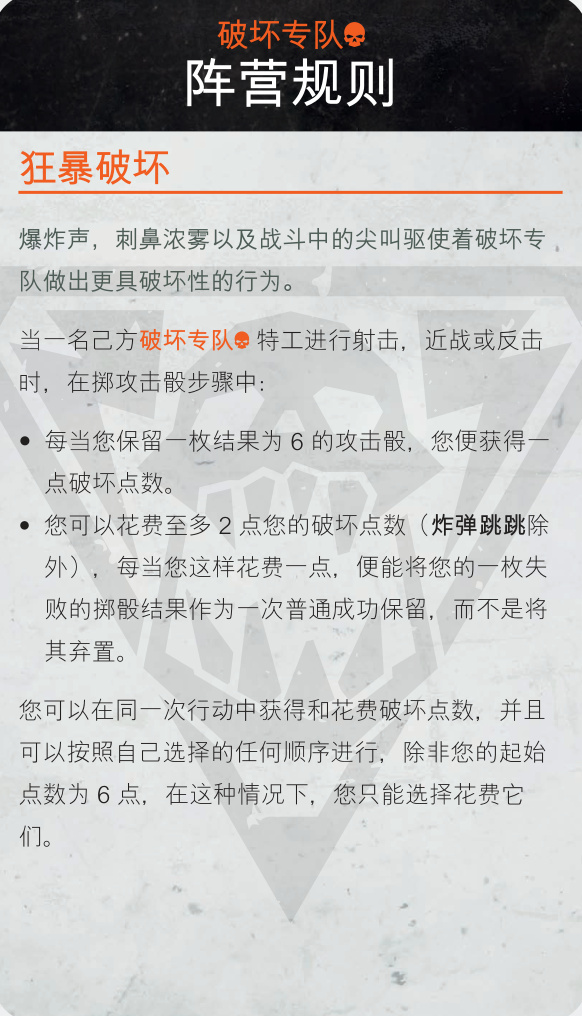 破坏专队
阵营规则
狂暴破坏
爆炸声，刺鼻浓雾以及战斗中的尖叫驱使着破坏专
队做出更具破坏性的行为。
当一名己方破坏专队 特工进行射击，近战或反击
时，在掷攻击骰步骤中:
• 每当您保留一枚结果为 6 的攻击骰，您便获得一
点破坏点数。
• 您可以花费至多 2 点您的破坏点数（炸弹跳跳除
外），每当您这样花费一点，便能将您的一枚失
败的掷骰结果作为一次普通成功保留，而不是将
其弃置。
您可以在同一次行动中获得和花费破坏点数，并且
可以按照自己选择的任何顺序进行，除非您的起始
点数为 6 点，在这种情况下，您只能选择花费它
们。